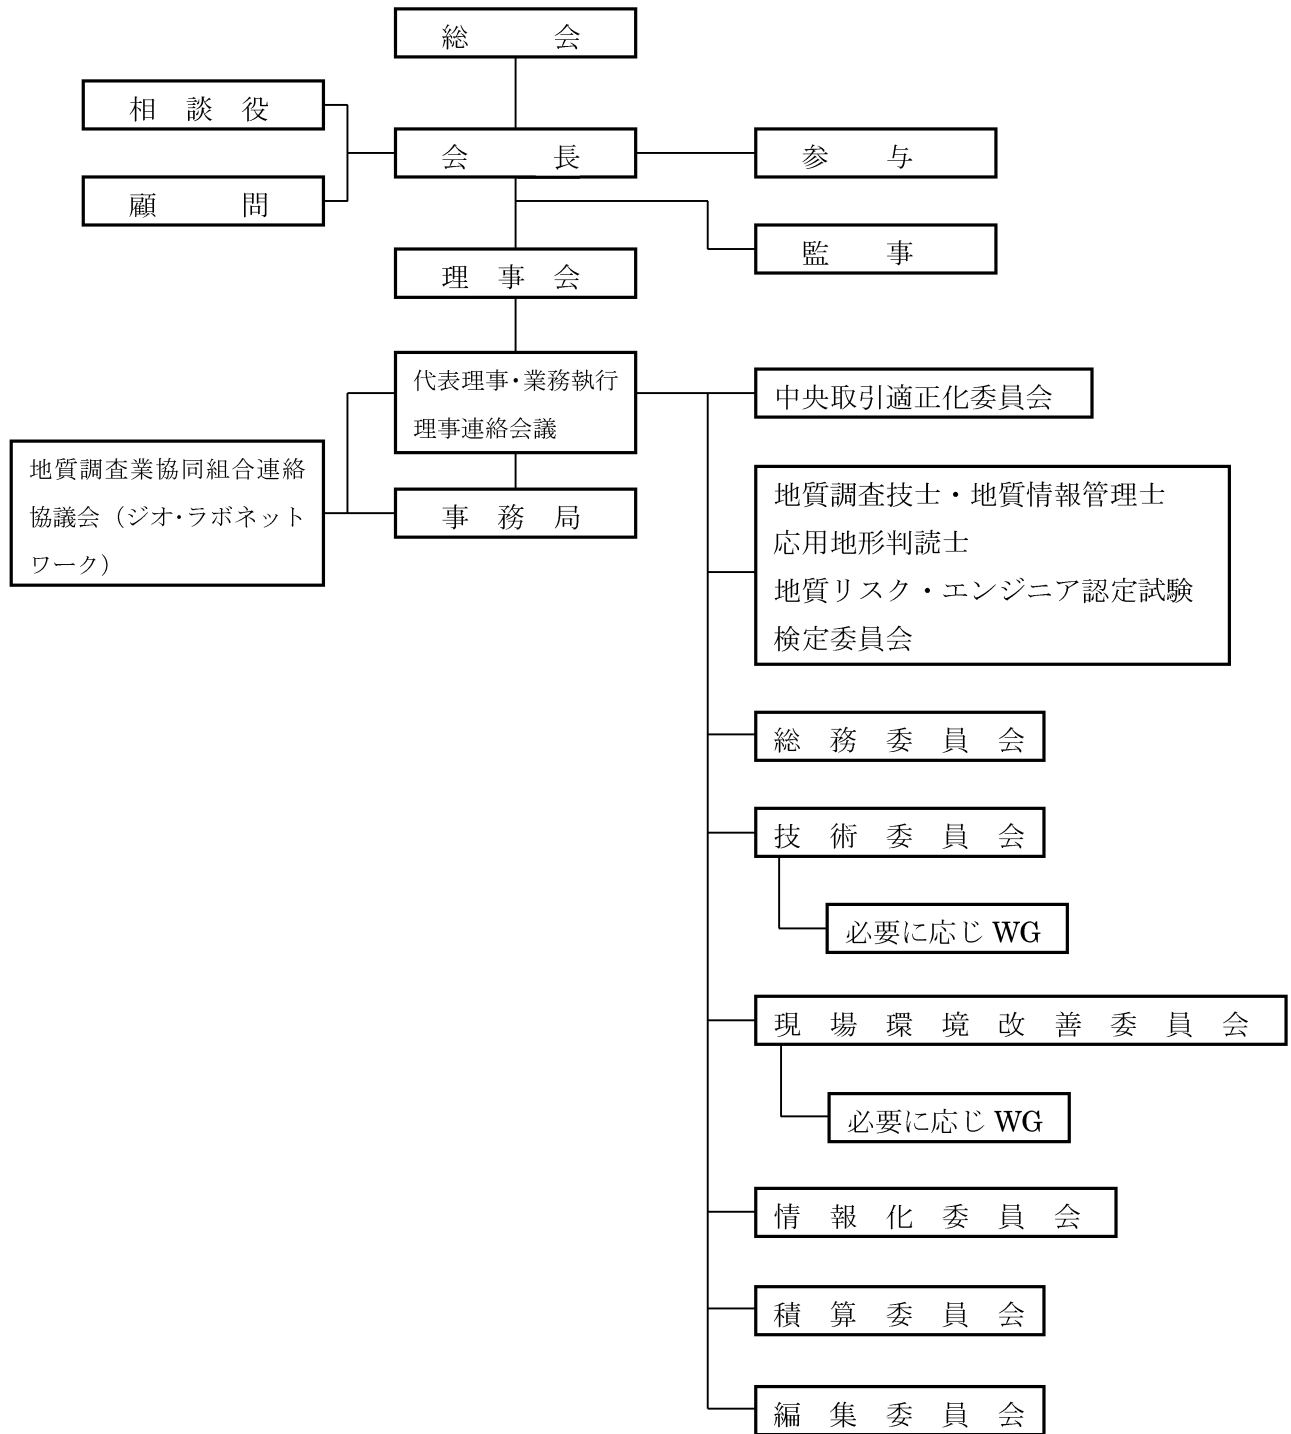 総会
相談役
会長
参与
顧問
監事
理事会
代表理事・業務執行
理事連絡会議
中央取引適正化委員会
地質調査業協同組合連絡
協議会（ジオ・ラボネット
ワーク）
事務局
地質調査技士・地質情報管理士
応用地形判読士
地質リスク・エンジニア認定試験
検定委員会
総務委員会
技術委員会
必要に応じ WG
現場環境改善委員会
必要に応じ WG
情報化委員会
積算委員会
編集委員会